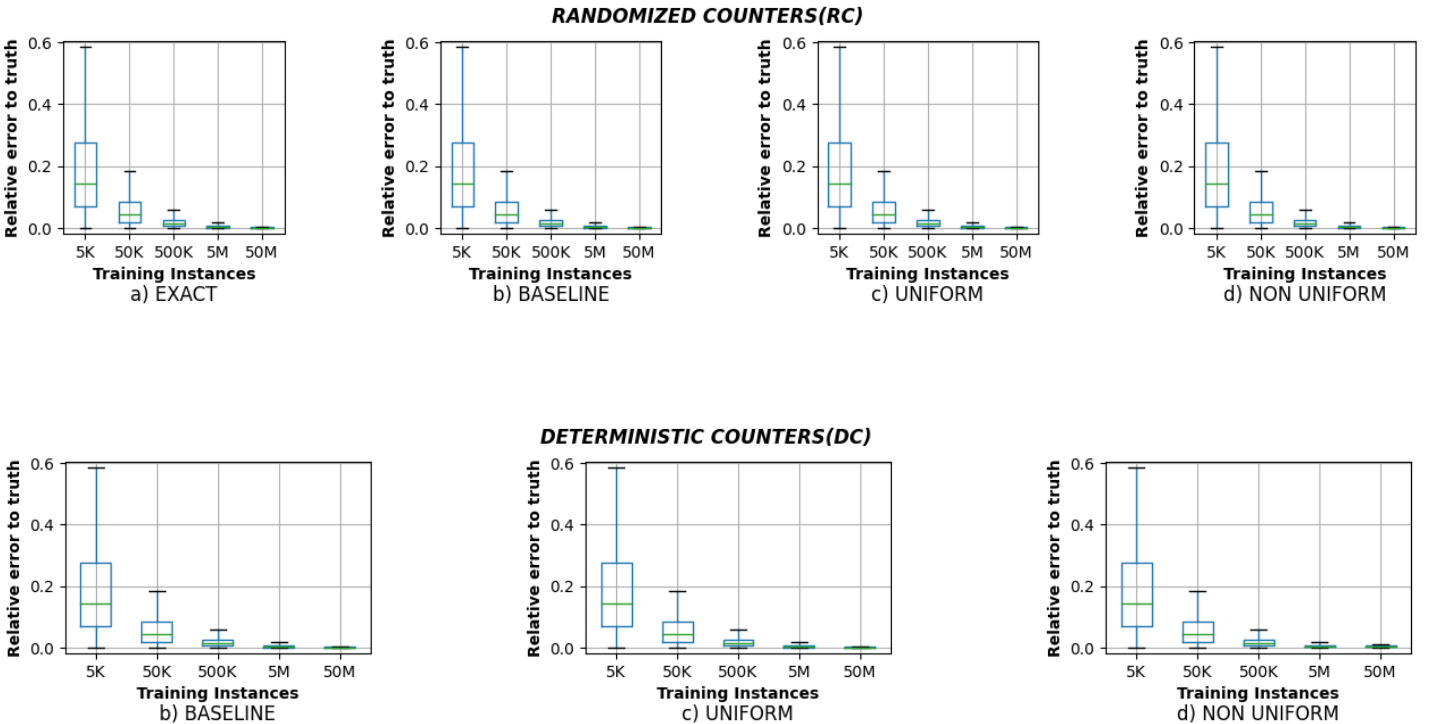 RANDOMIZED COUNTERS(RC)
Relative error to truth
0.6
0.4
0.2
0.0
5K 50K 500K 5M 50M
Training Instances
a) EXACT
Relative error to truth
0.6
0.4
0.2
0.0
5K 50K 500K 5M 50M
Training Instances
b) BASELINE
Relative error to truth
0.6
0.4
0.2
0.0
5K 50K 500K 5M 50M
Training Instances
c) UNIFORM
Relative error to truth
0.6
0.4
0.2
0.0
5K 50K 500K 5M 50M
Training Instances
d) NON UNIFORM
DETERMINISTIC COUNTERS(DC)
Relative error to truth
0.6
0.4
0.2
0.0
5K 50K 500K 5M 50M
Training Instances
b) BASELINE
Relative error to truth
0.6
0.4
0.2
0.0
5K 50K 500K 5M 50M
Training Instances
c) UNIFORM
Relative error to truth
0.6
0.4
0.2
0.0
5K 50K 500K 5M 50M
Training Instances
d) NON UNIFORM